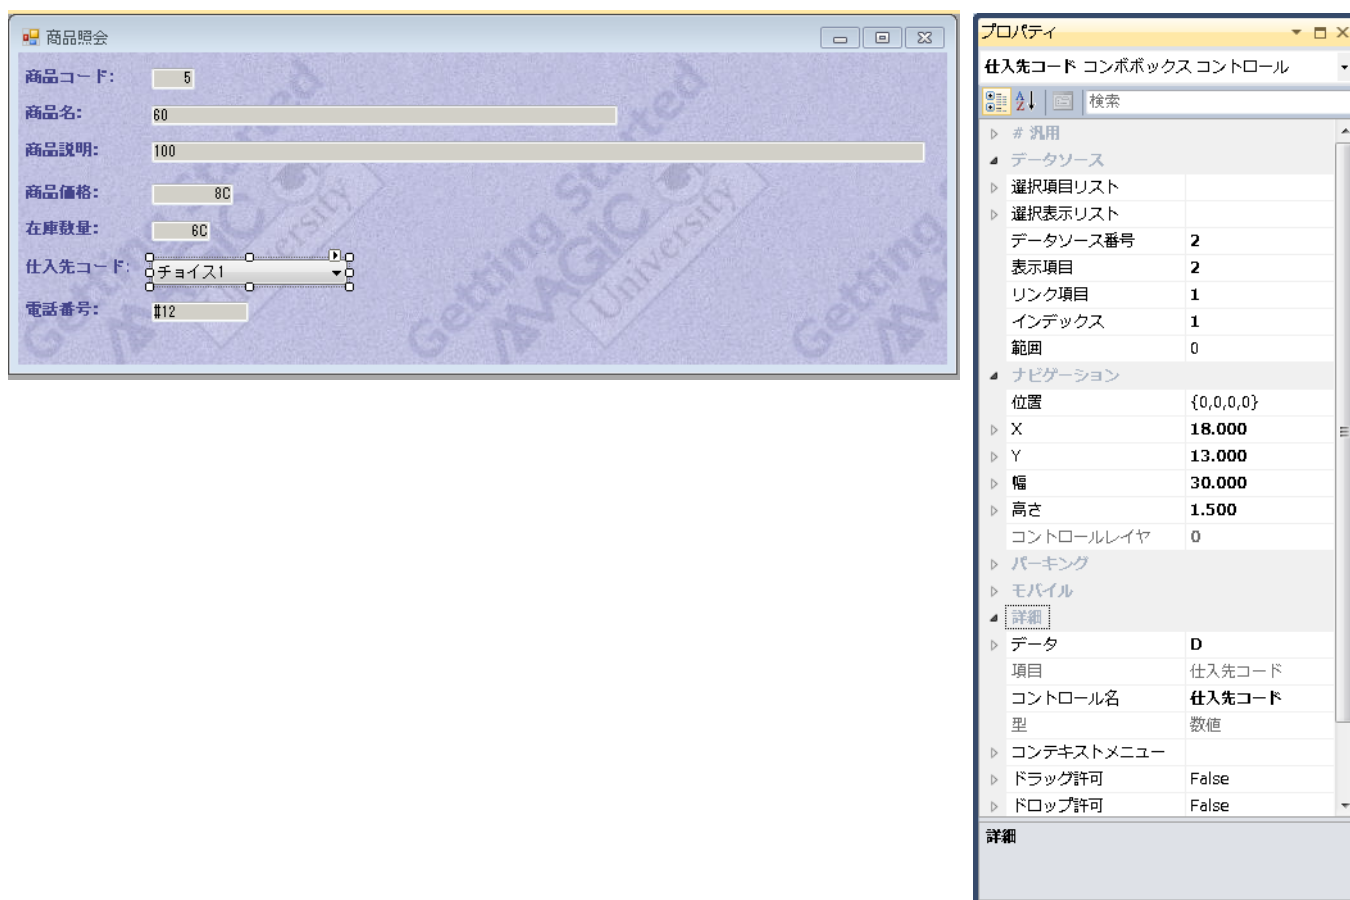 商品照会
商品コード: 5
商品名: 60
商品説明: 100
商品価格: 8C
在庫数量: 6C
仕入先コード: チョイス1
電話番号: #12
Getting Started
MAGIC
University
Getting Started
MAGIC
University
Getting
MAGIC
プロパティ
仕入先コード コンボボックス コントロール
検索
# 汎用
データソース
選択項目リスト
選択表示リスト
データソース番号 2
表示項目 2
リンク項目 1
インデックス 1
範囲 0
ナビゲーション
位置 {0,0,0,0}
X 18.000
Y 13.000
幅 30.000
高さ 1.500
コントロールレイヤ 0
パーキング
モバイル
詳細
データ D
項目 仕入先コード
コントロール名 仕入先コード
型 数値
コンテキストメニュー
ドラッグ許可 False
ドロップ許可 False
詳細